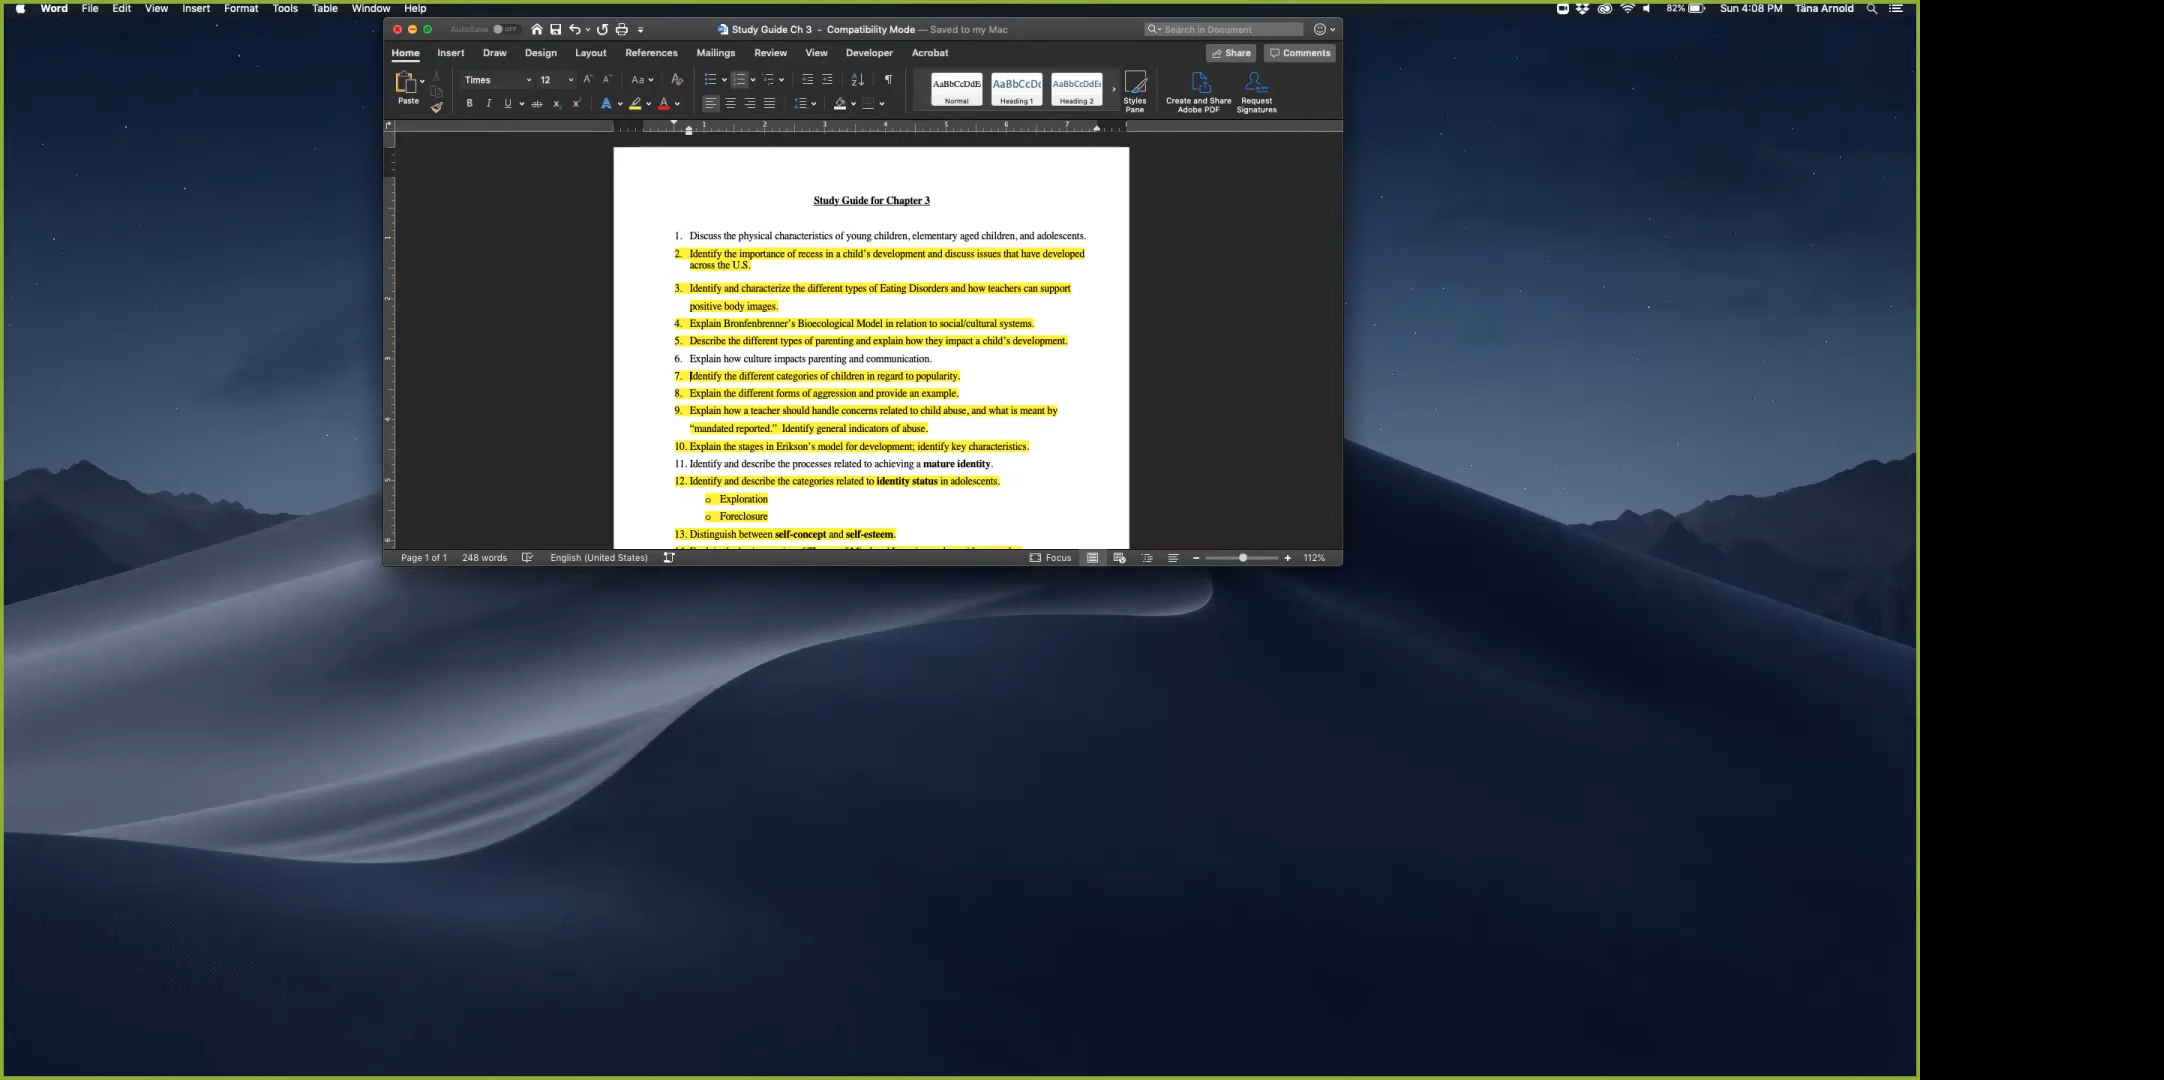 Word File Edit View Insert Format Tools Table Window Help
82% Sun 4:08 PM Täna Arnold
AutoSave OFF
Study Guide Ch 3 - Compatibility Mode — Saved to my Mac
Search in Document
Home Insert Draw Design Layout References Mailings Review View Developer Acrobat
Share Comments
Paste
Times 12
Aa
AaBbCcDdE AaBbCcDc AaBbCcDdEe
Normal Heading 1 Heading 2
Styles Pane
Create and Share Adobe PDF
Request Signatures
1 2 3 4 5 6 7
Study Guide for Chapter 3
1. Discuss the physical characteristics of young children, elementary aged children, and adolescents.
2. Identify the importance of recess in a child's development and discuss issues that have developed
across the U.S.
3. Identify and characterize the different types of Eating Disorders and how teachers can support
positive body images.
4. Explain Bronfenbrenner's Bioecological Model in relation to social/cultural systems.
5. Describe the different types of parenting and explain how they impact a child's development.
6. Explain how culture impacts parenting and communication.
7. Identify the different categories of children in regard to popularity.
8. Explain the different forms of aggression and provide an example.
9. Explain how a teacher should handle concerns related to child abuse, and what is meant by
“mandated reported.” Identify general indicators of abuse.
10. Explain the stages in Erikson's model for development; identify key characteristics.
11. Identify and describe the processes related to achieving a mature identity.
12. Identify and describe the categories related to identity status in adolescents.
o Exploration
o Foreclosure
13. Distinguish between self-concept and self-esteem.
Page 1 of 1 248 words English (United States) Focus 112%